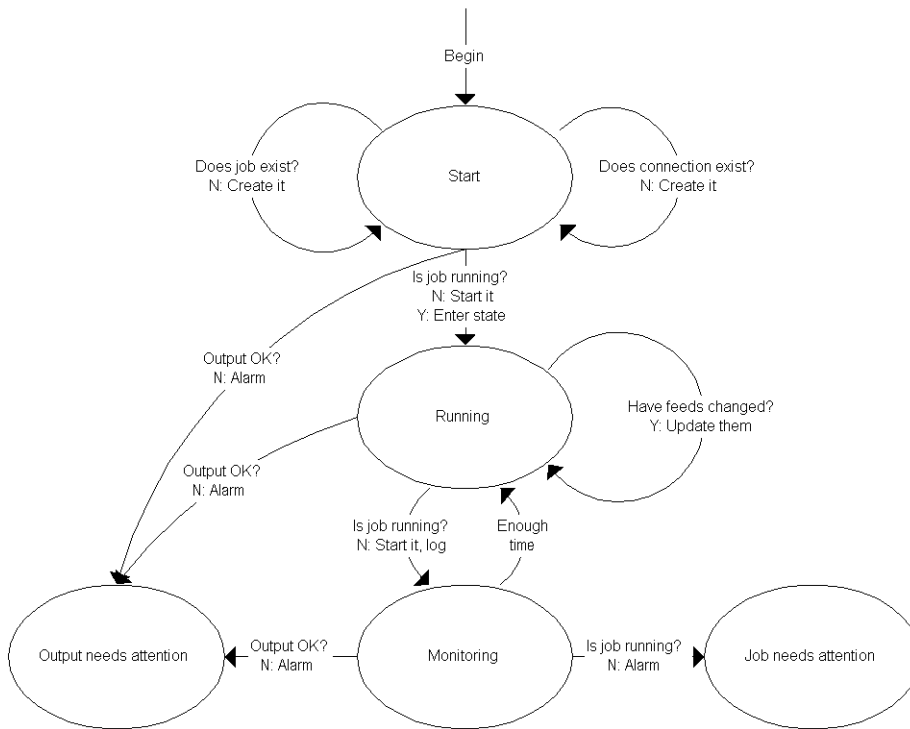 Begin
Does job exist?
N: Create it
Start
Does connection exist?
N: Create it
Is job running?
N: Start it
Y: Enter state
Output OK?
N: Alarm
Running
Have feeds changed?
Y: Update them
Output OK?
N: Alarm
Is job running?
N: Start it, log
Enough
time
Output needs attention
Output OK?
N: Alarm
Monitoring
Is job running?
N: Alarm
Job needs attention